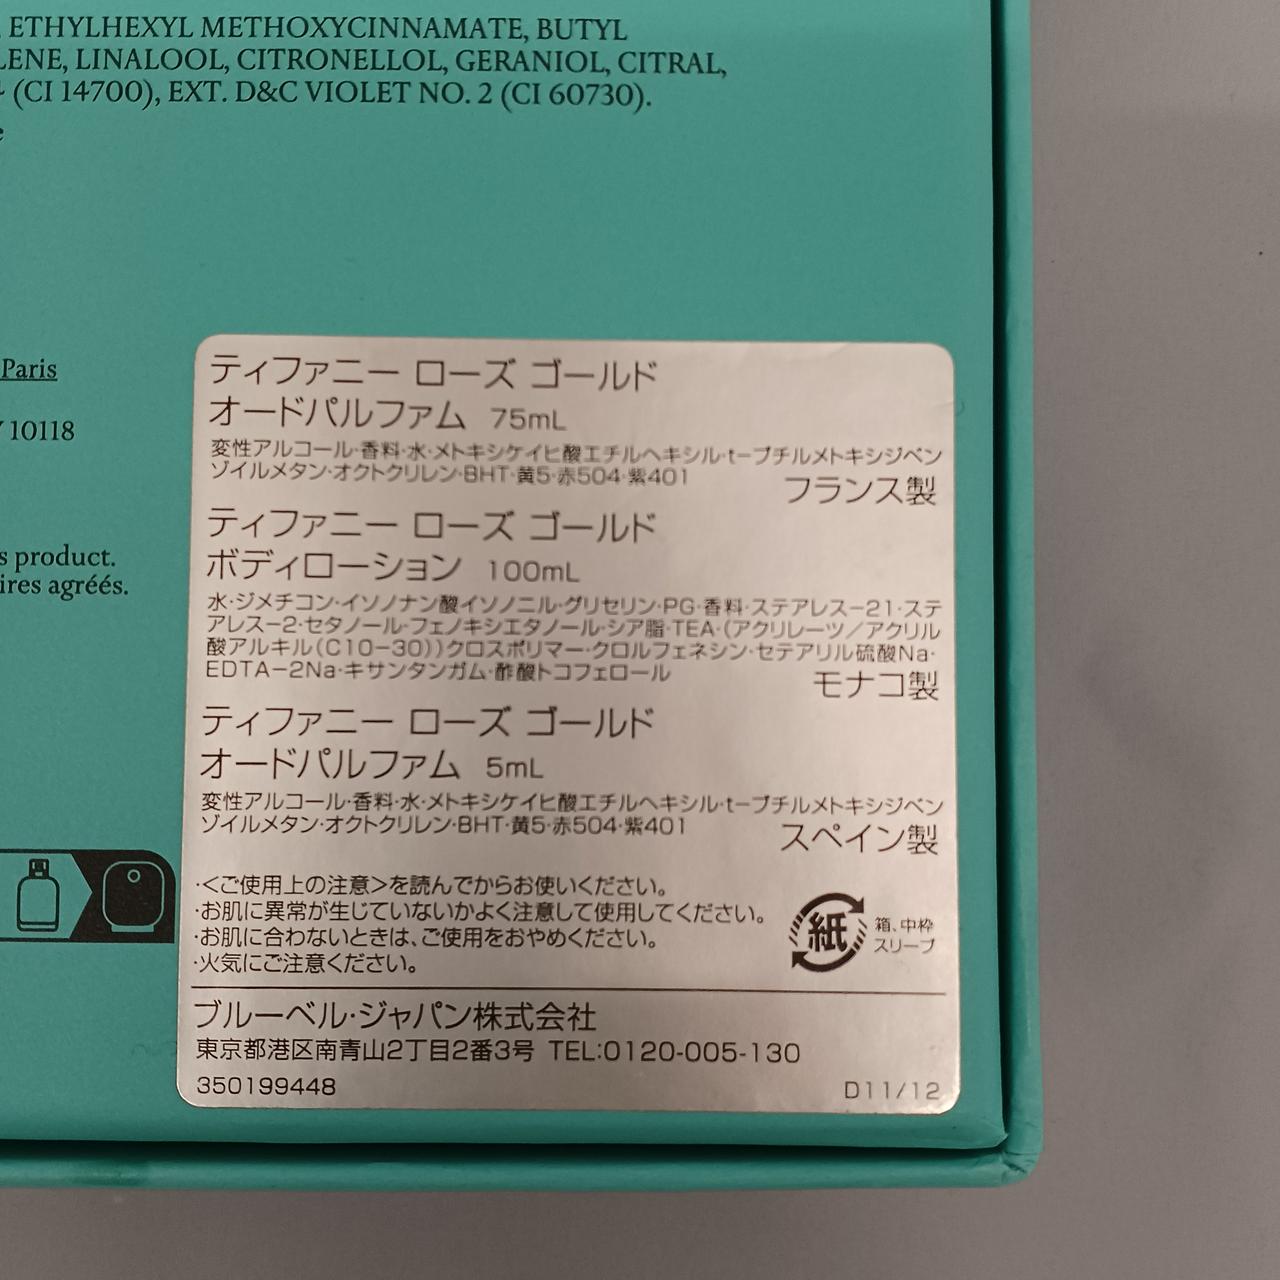 , ETHYLHEXYL METHOXYCINNAMATE, BUTYL
LENE, LINALOOL, CITRONELLOL, GERANIOL, CITRAL,
(CI 14700), EXT. D&C VIOLET NO. 2 (CI 60730).
Paris
10118
s product.
ires agréés.
ティファニー ローズ ゴールド
オードパルファム 75mL
変性アルコール・香料・水・メトキシケイヒ酸エチルヘキシル・t−ブチルメトキシジベン
ゾイルメタン・オクトクリレン・BHT・黄5・赤504・紫401
フランス製
ティファニー ローズ ゴールド
ボディローション 100mL
水・ジメチコン・イソノナン酸イソノニル・グリセリン・PG・香料・ステアレス−21・ステ
アレス−2・セタノール・フェノキシエタノール・シア脂・TEA・(アクリレーツ/アクリル
酸アルキル(C10−30))クロスポリマー・クロルフェネシン・セテアリル硫酸Na・
EDTA−2Na・キサンタンガム・酢酸トコフェロール
モナコ製
ティファニー ローズ ゴールド
オードパルファム 5mL
変性アルコール・香料・水・メトキシケイヒ酸エチルヘキシル・t−ブチルメトキシジベン
ゾイルメタン・オクトクリレン・BHT・黄5・赤504・紫401
スペイン製
・<ご使用上の注意>を読んでからお使いください。
・お肌に異常が生じていないかよく注意して使用してください。
・お肌に合わないときは、ご使用をおやめください。
・火気にご注意ください。
紙
箱、中枠
スリーブ
ブルーベル・ジャパン株式会社
東京都港区南青山2丁目2番3号 TEL:0120-005-130
350199448 D11/12